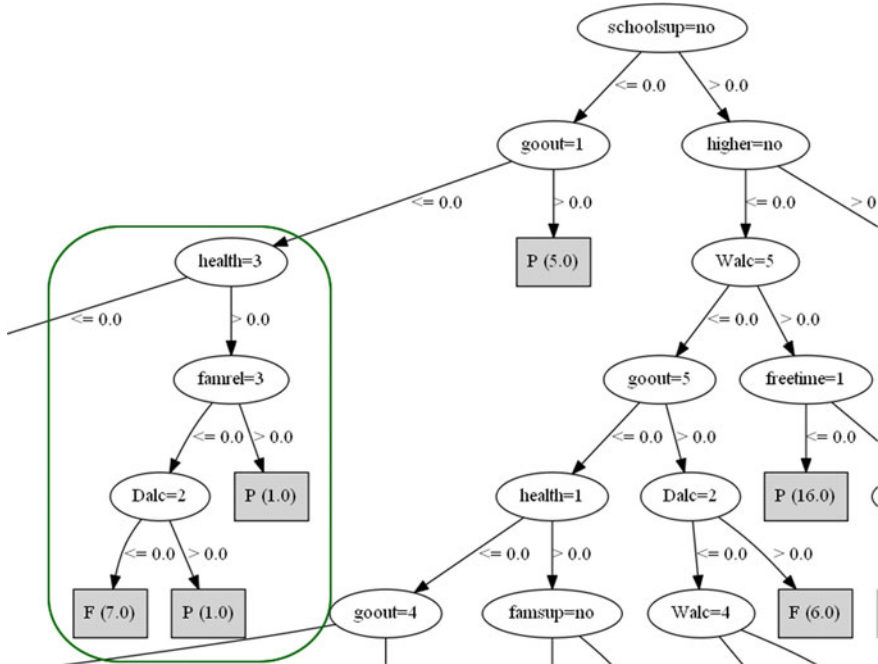 schoolsup=no
<= 0.0 > 0.0
goout=1 higher=no
<= 0.0 > 0.0 <= 0.0 > 0
health=3 P (5.0) Walc=5
<= 0.0 > 0.0 <= 0.0 > 0.0
famrel=3 goout=5 freetime=1
<= 0.0 > 0.0 <= 0.0 > 0.0 <= 0.0
Dalc=2 P (1.0) health=1 Dalc=2 P (16.0)
<= 0.0 > 0.0 <= 0.0 > 0.0 <= 0.0 > 0.0
F (7.0) P (1.0) goout=4 famsup=no Walc=4 F (6.0)